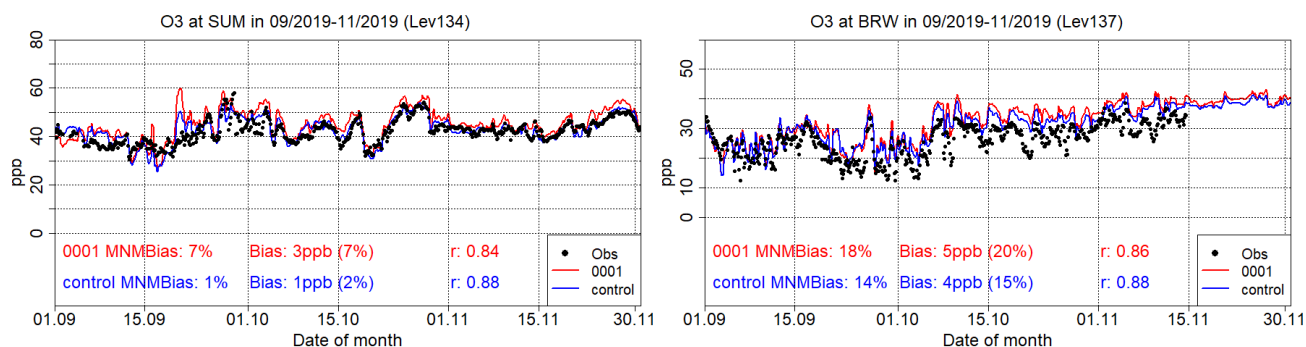 O3 at SUM in 09/2019-11/2019 (Lev134)
80
60
40
20
0
ppb
0001 MNMBias: 7% Bias: 3ppb (7%) r: 0.84
control MNMBias: 1% Bias: 1ppb (2%) r: 0.88
Obs
0001
control
01.09 15.09 01.10 15.10 01.11 15.11 30.11
Date of month
O3 at BRW in 09/2019-11/2019 (Lev137)
50
30
10
0
ppb
0001 MNMBias: 18% Bias: 5ppb (20%) r: 0.86
control MNMBias: 14% Bias: 4ppb (15%) r: 0.88
Obs
0001
control
01.09 15.09 01.10 15.10 01.11 15.11 30.11
Date of month